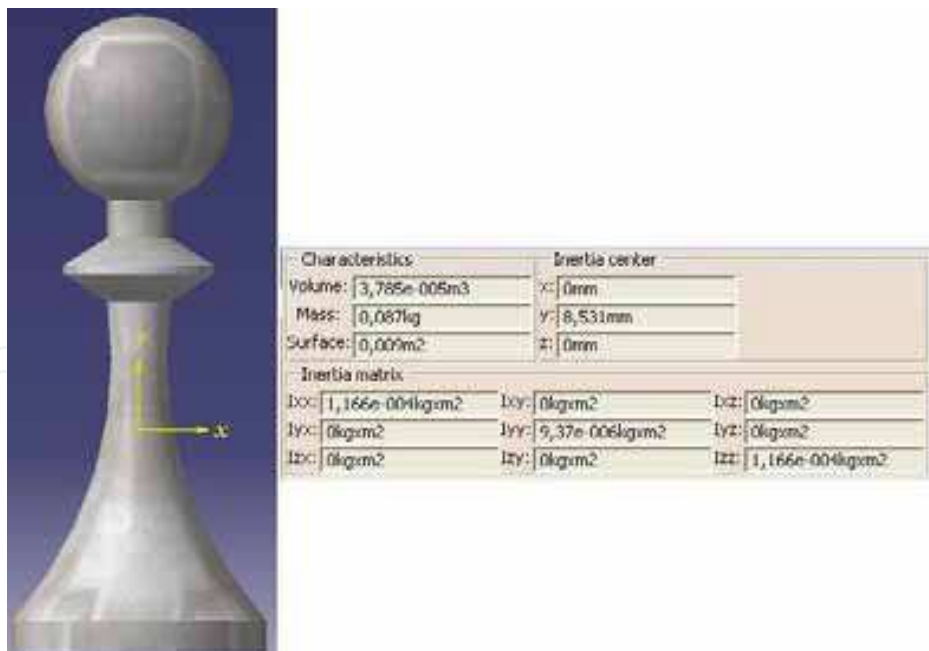 Characteristics Inertia center
Volume: 3,785e-005m3 x: 0mm
Mass: 0,087kg y: 8,531mm
Surface: 0,009m2 z: 0mm
Inertia matrix
Ixx: 1,166e-004kgxm2 Ixy: 0kgxm2 Ixz: 0kgxm2
Iyx: 0kgxm2 Iyy: 9,37e-006kgxm2 Iyz: 0kgxm2
Izx: 0kgxm2 Izy: 0kgxm2 Izz: 1,166e-004kgxm2
x